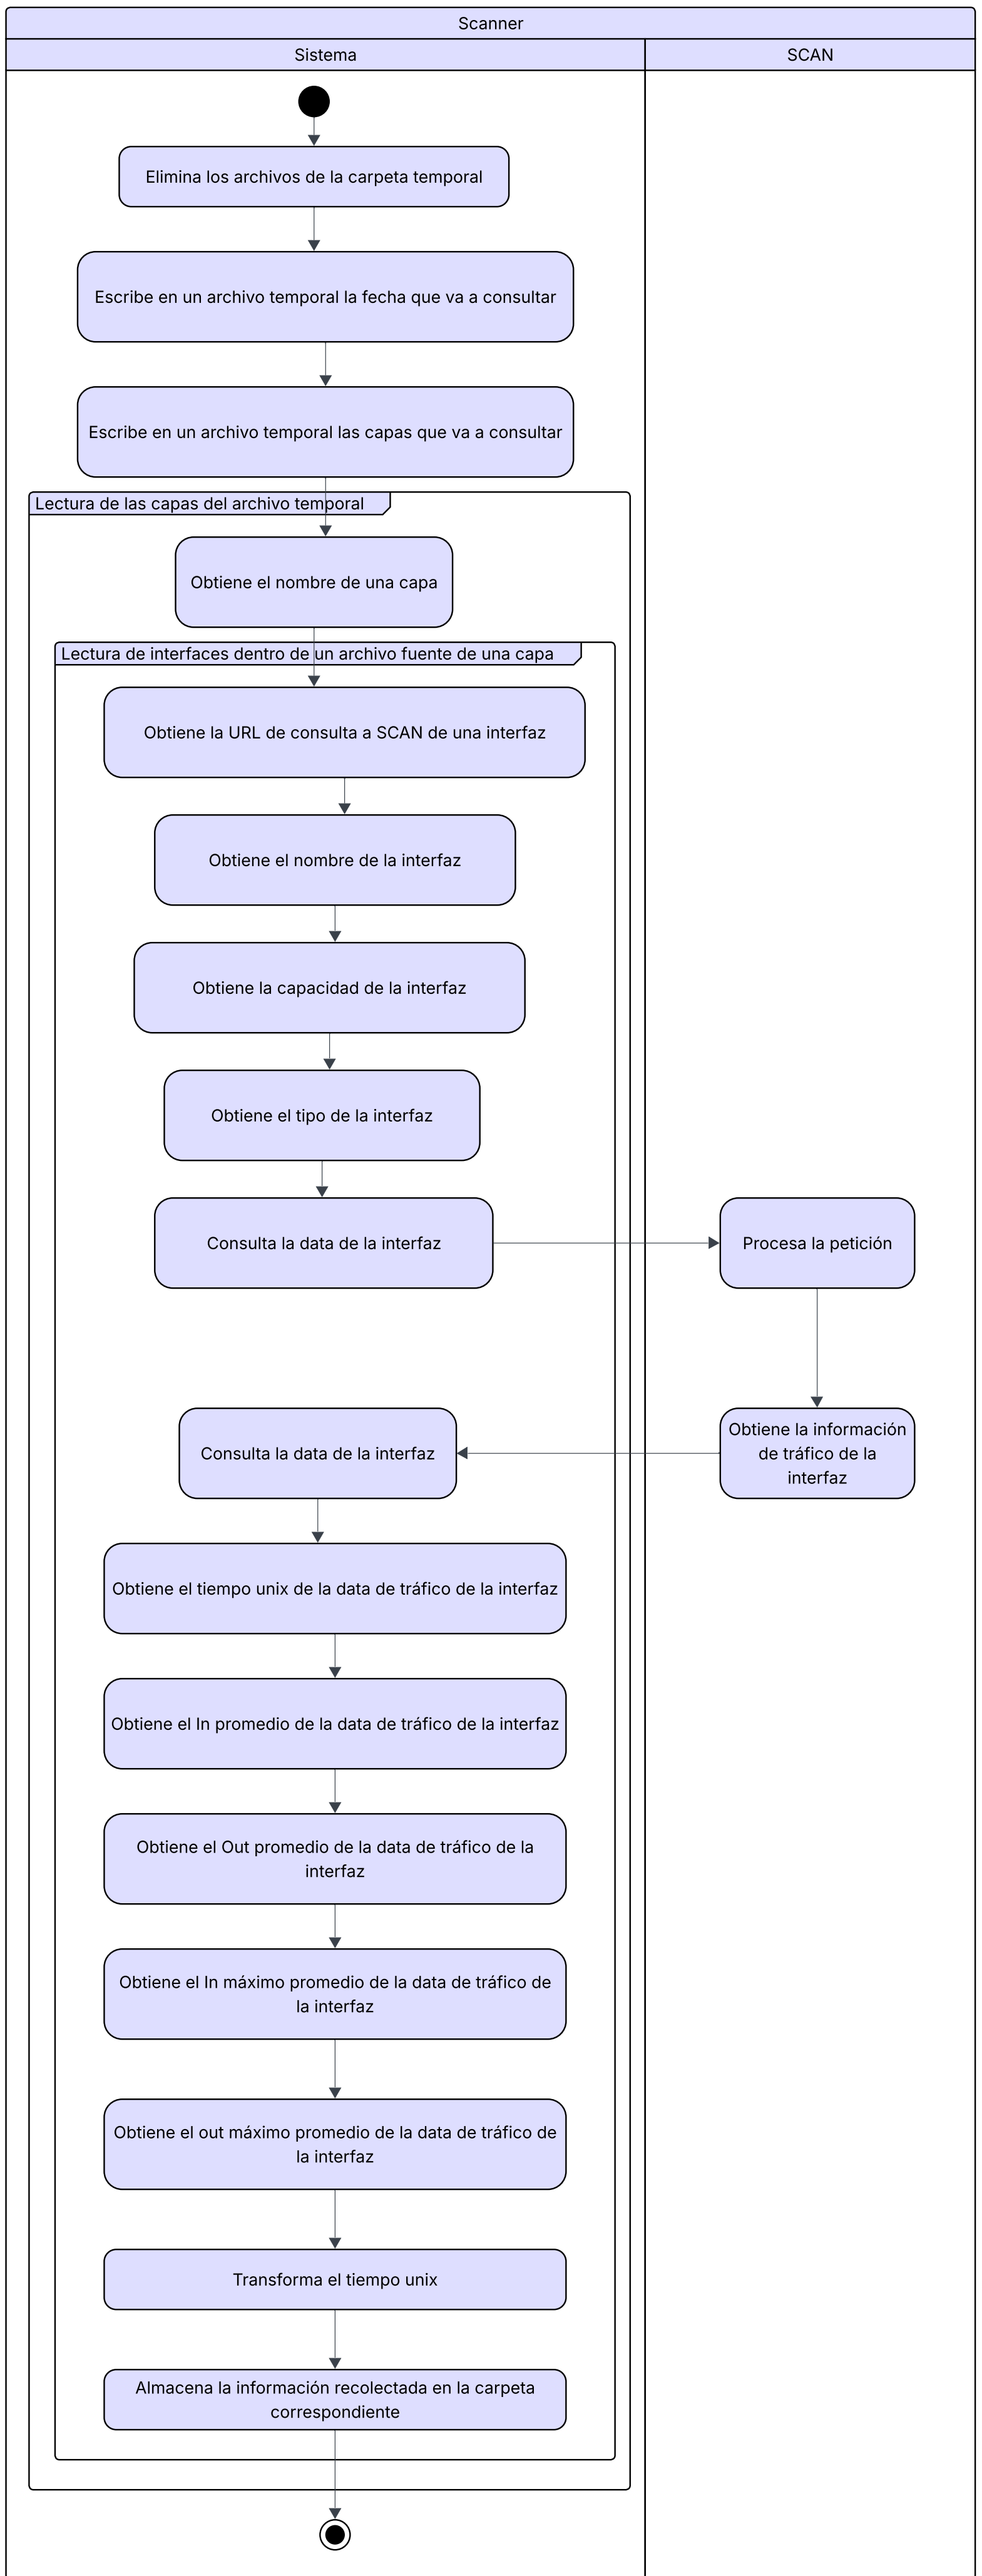 Scanner
Sistema
SCAN
Elimina los archivos de la carpeta temporal
Escribe en un archivo temporal la fecha que va a consultar
Escribe en un archivo temporal las capas que va a consultar
Lectura de las capas del archivo temporal
Obtiene el nombre de una capa
Lectura de interfaces dentro de un archivo fuente de una capa
Obtiene la URL de consulta a SCAN de una interfaz
Obtiene el nombre de la interfaz
Obtiene la capacidad de la interfaz
Obtiene el tipo de la interfaz
Consulta la data de la interfaz
Procesa la petición
Obtiene la información
de tráfico de la
interfaz
Consulta la data de la interfaz
Obtiene el tiempo unix de la data de tráfico de la interfaz
Obtiene el In promedio de la data de tráfico de la interfaz
Obtiene el Out promedio de la data de tráfico de la
interfaz
Obtiene el In máximo promedio de la data de tráfico de
la interfaz
Obtiene el out máximo promedio de la data de tráfico de
la interfaz
Transforma el tiempo unix
Almacena la información recolectada en la carpeta
correspondiente